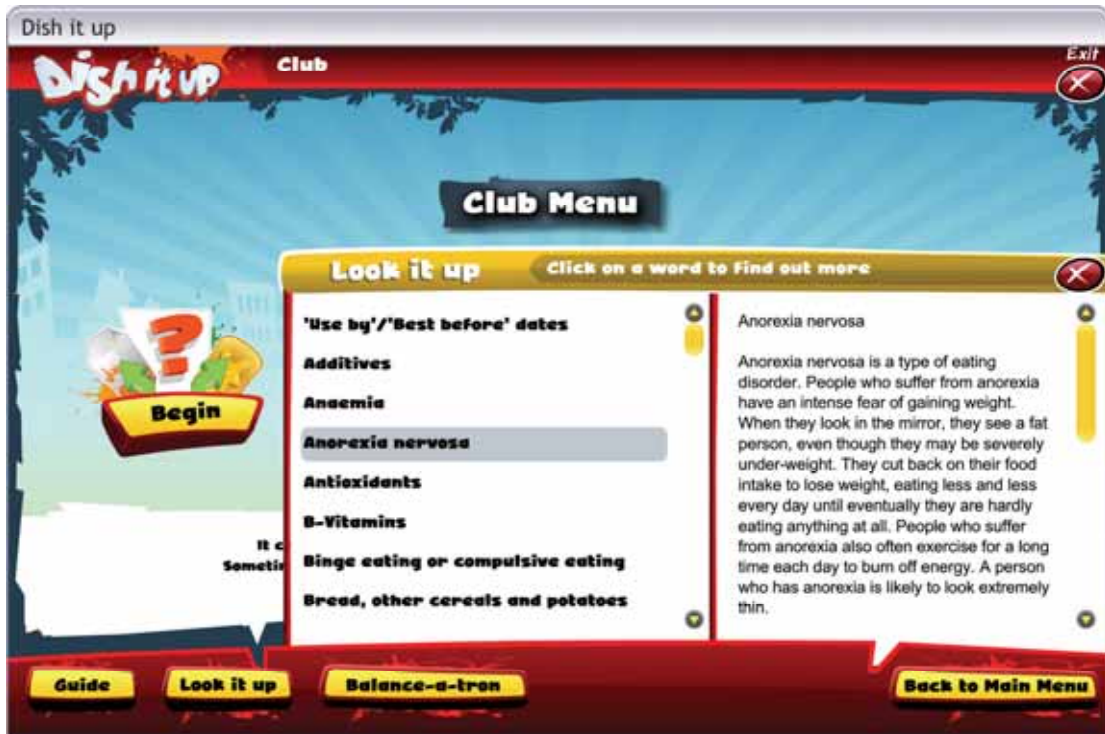 Dish it up
Dish it up
Club
Exit
Club Menu
Look it up
Click on a word to find out more
'Use by'/'Best before' dates
Additives
Anaemia
Anorexia nervosa
Antioxidants
B-Vitamins
Binge eating or compulsive eating
Bread, other cereals and potatoes
Anorexia nervosa
Anorexia nervosa is a type of eating
disorder. People who suffer from anorexia
have an intense fear of gaining weight.
When they look in the mirror, they see a fat
person, even though they may be severely
under-weight. They cut back on their food
intake to lose weight, eating less and less
every day until eventually they are hardly
eating anything at all. People who suffer
from anorexia also often exercise for a long
time each day to burn off energy. A person
who has anorexia is likely to look extremely
thin.
?
Begin
It
Guide
Look it up
Balance-a-tron
Back to Main Menu